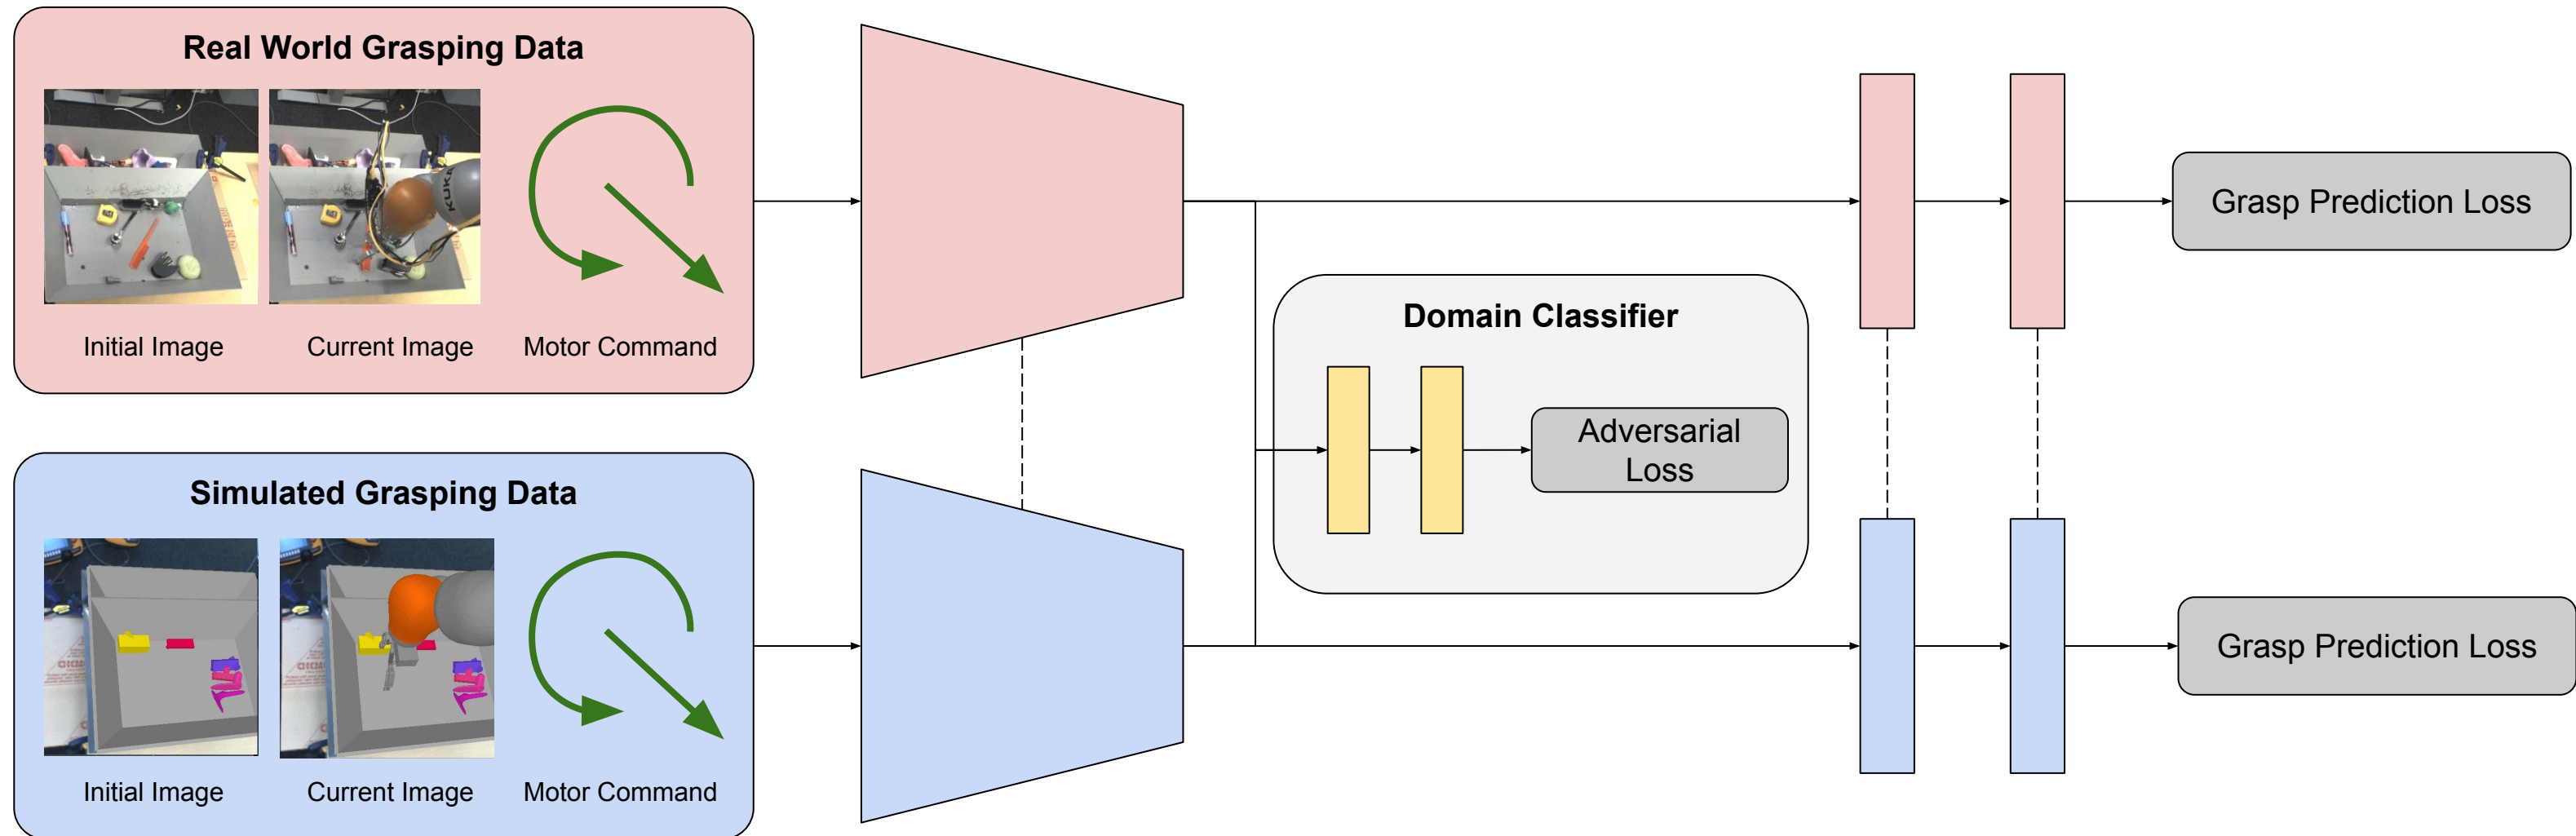 Real World Grasping Data
KUKA
Initial Image
Current Image
Motor Command
Grasp Prediction Loss
Domain Classifier
Adversarial
Loss
Simulated Grasping Data
Initial Image
Current Image
Motor Command
Grasp Prediction Loss